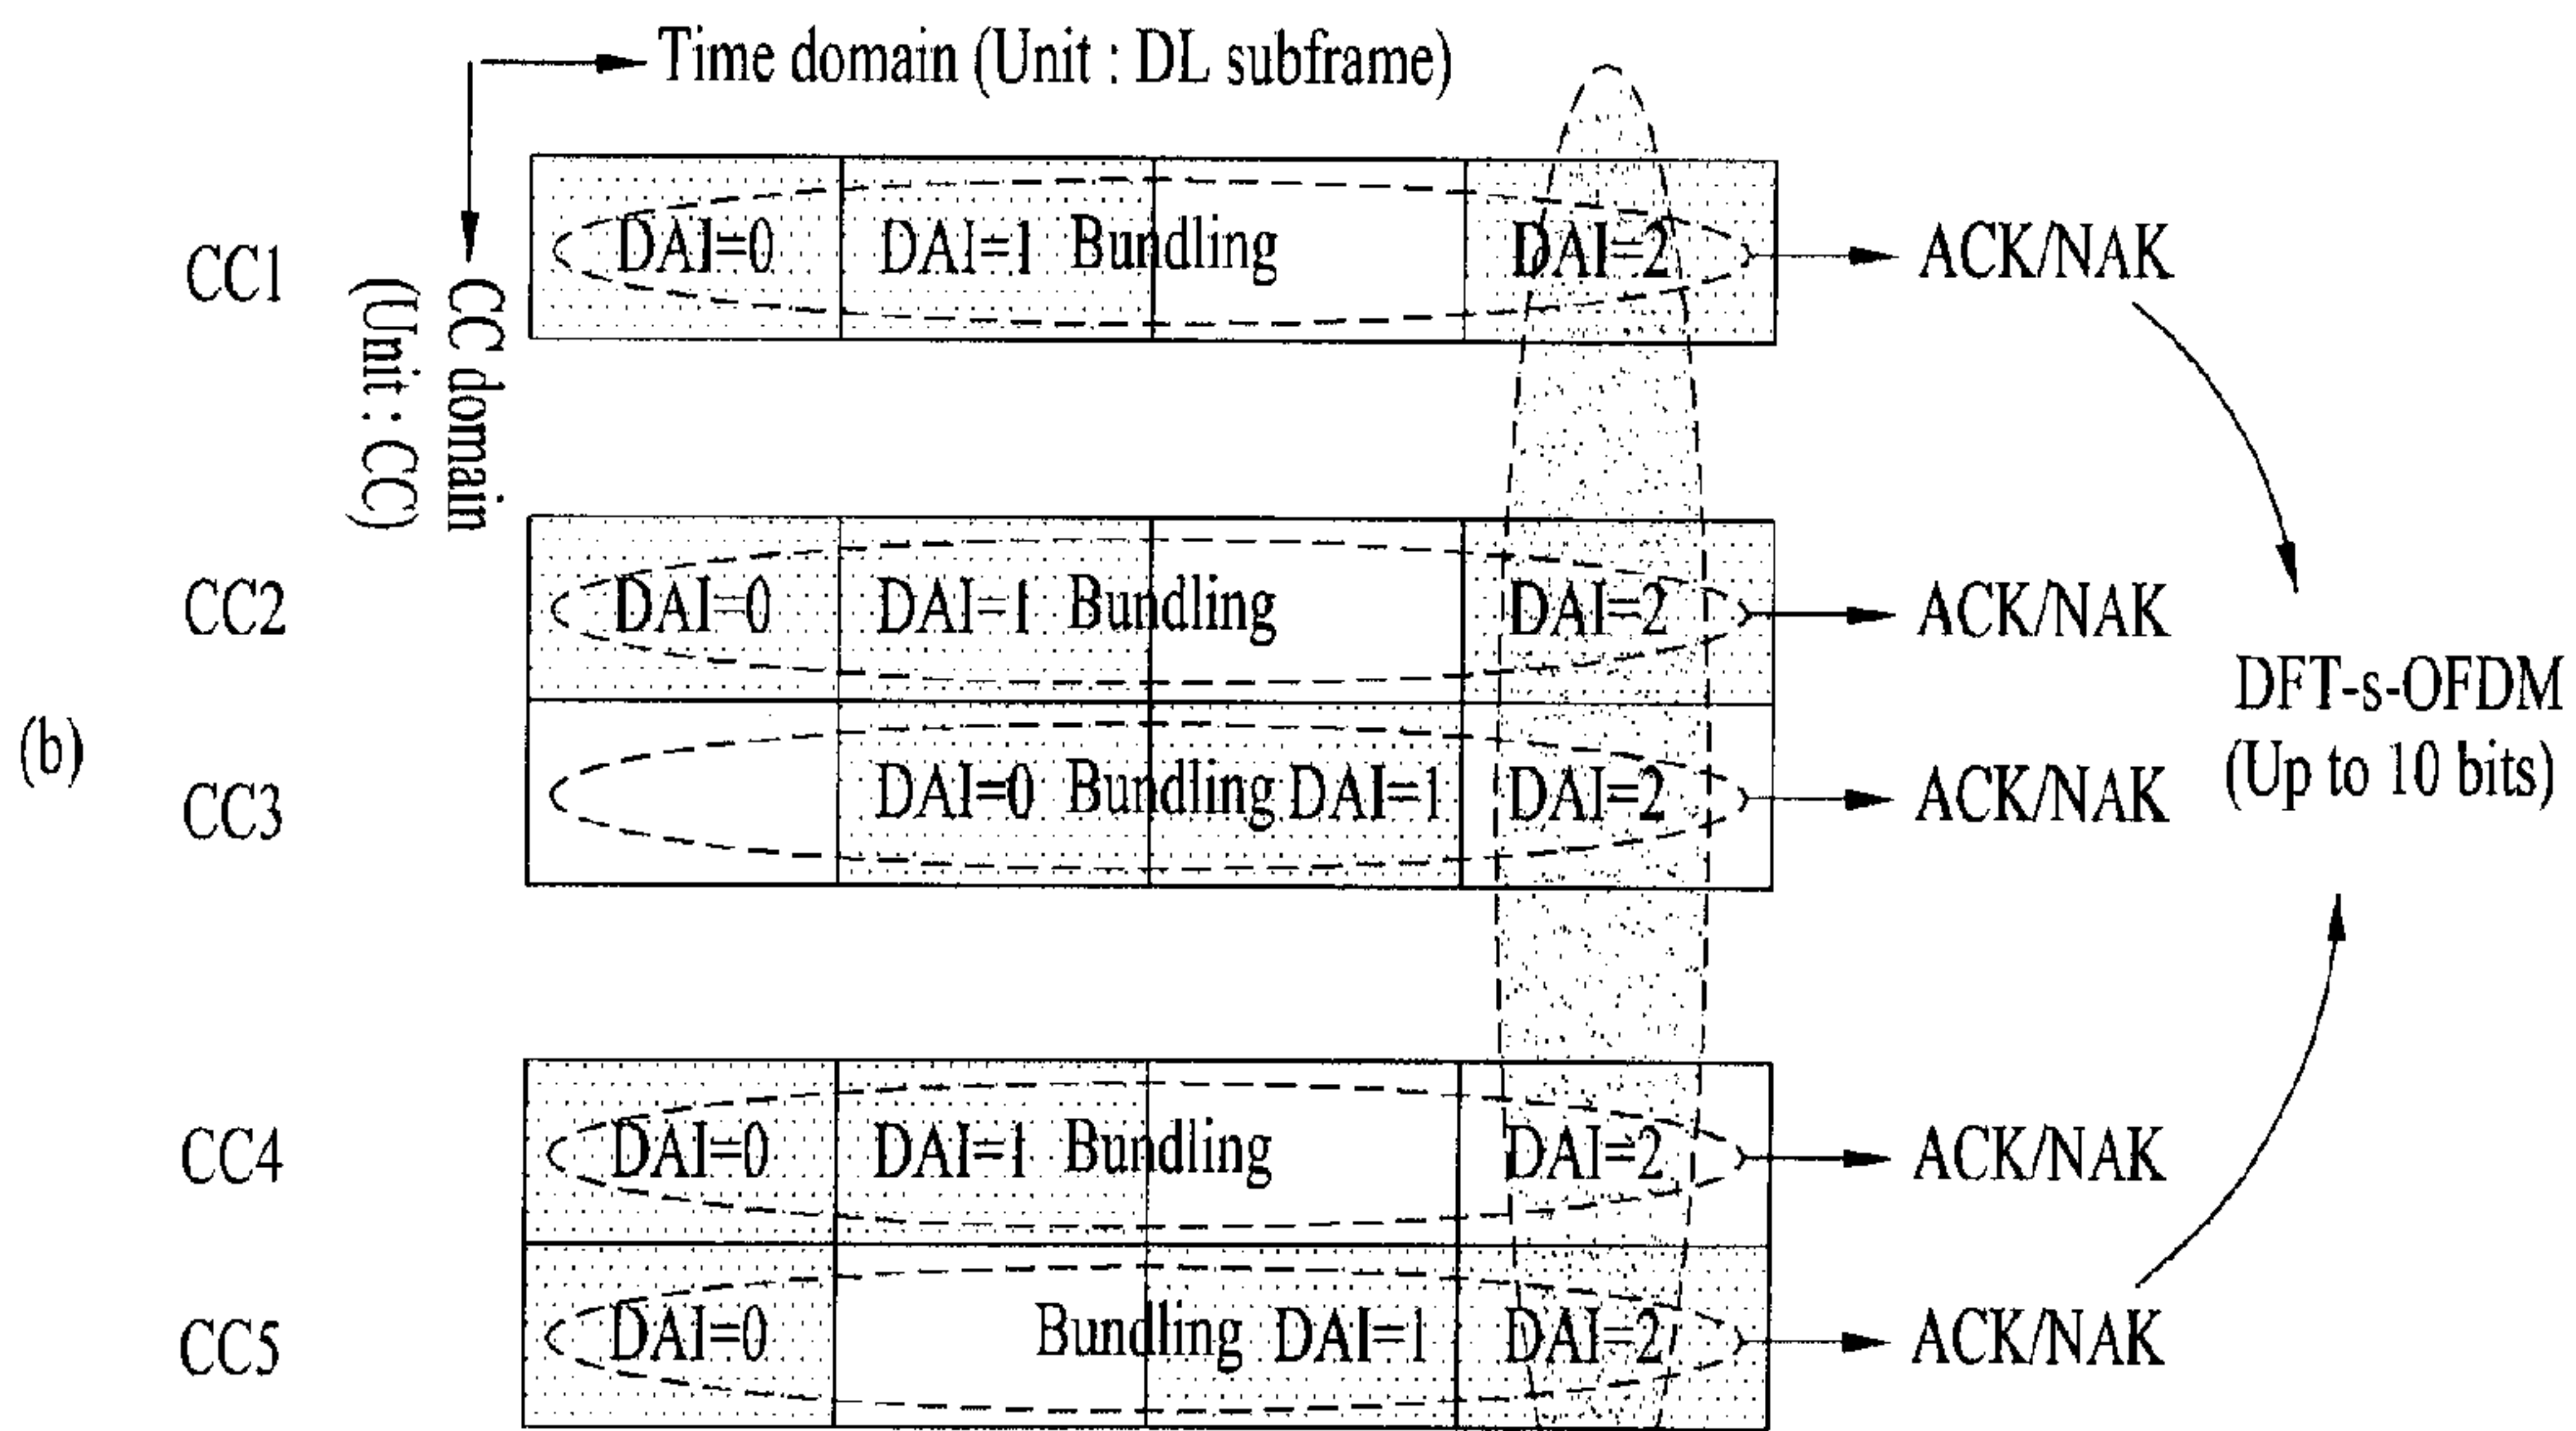 Time domain (Unit : DL subframe)
CC domain
(Unit : CC)
CC1 DAI=0 DAI=1 Bundling DAI=2 ACK/NAK
CC2 DAI=0 DAI=1 Bundling DAI=2 ACK/NAK
DFT-s-OFDM
(Up to 10 bits)
(b)
CC3 DAI=0 Bundling DAI=1 DAI=2 ACK/NAK
CC4 DAI=0 DAI=1 Bundling DAI=2 ACK/NAK
CC5 DAI=0 Bundling DAI=1 DAI=2 ACK/NAK